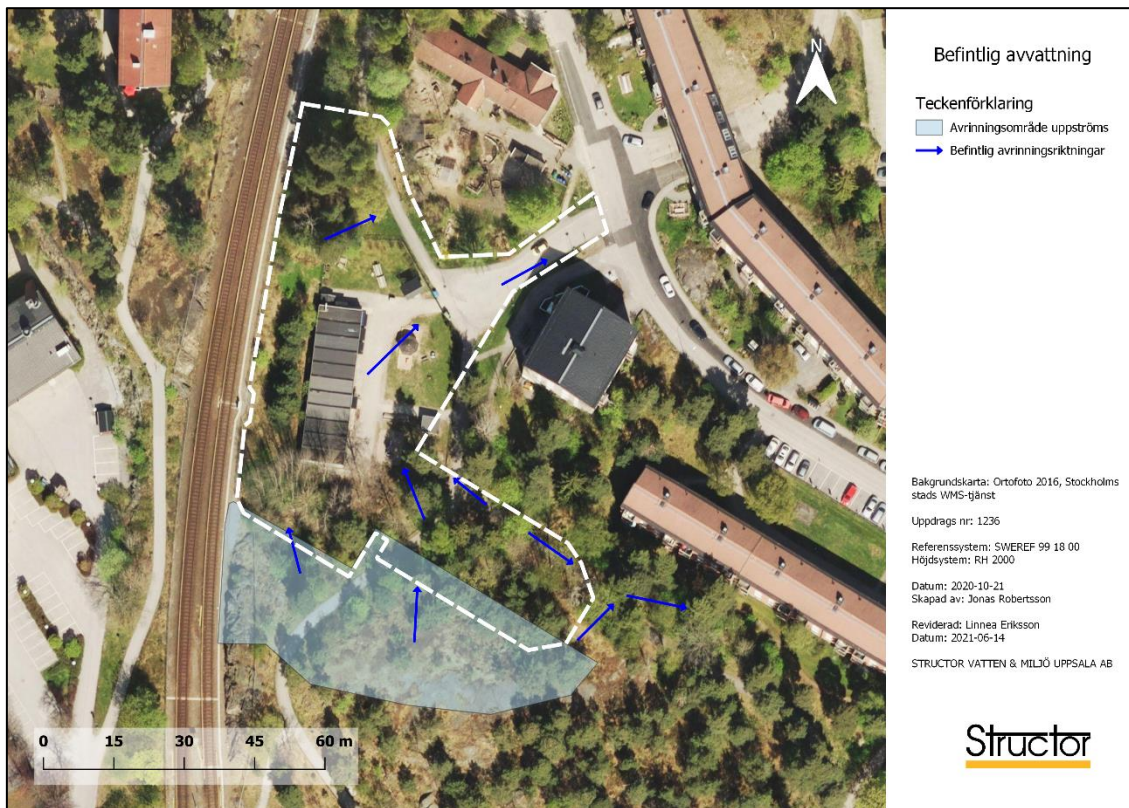 Befintlig avvattning
Teckenförklaring
Avrinningsområde uppströms
Befintlig avrinningsriktningar
N
Bakgrundskarta: Ortofoto 2016, Stockholms
stads WMS-tjänst
Uppdrags nr: 1236
Referenssystem: SWEREF 99 18 00
Höjdsystem: RH 2000
Datum: 2020-10-21
Skapad av: Jonas Robertsson
Reviderad: Linnea Eriksson
Datum: 2021-06-14
STRUCTOR VATTEN & MILJÖ UPPSALA AB
Structor
0 15 30 45 60 m